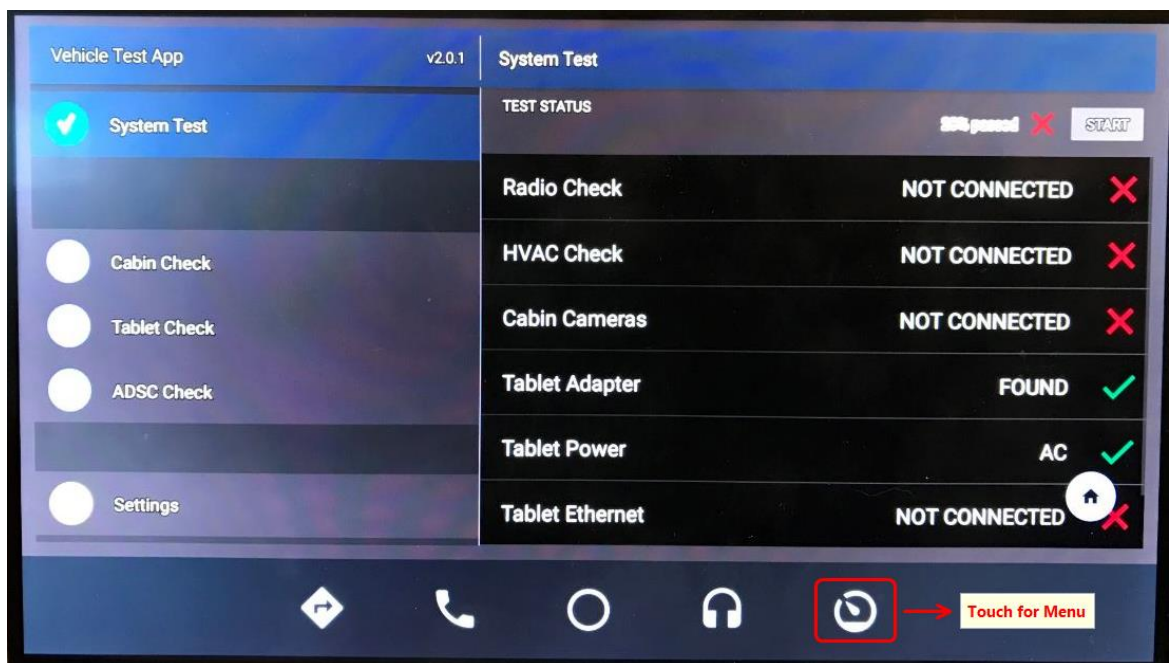 Vehicle Test App v2.0.1
System Test
System Test
Cabin Check
Tablet Check
ADSC Check
Settings
TEST STATUS
passed START
Radio Check NOT CONNECTED
HVAC Check NOT CONNECTED
Cabin Cameras NOT CONNECTED
Tablet Adapter FOUND
Tablet Power AC
Tablet Ethernet NOT CONNECTED
Touch for Menu